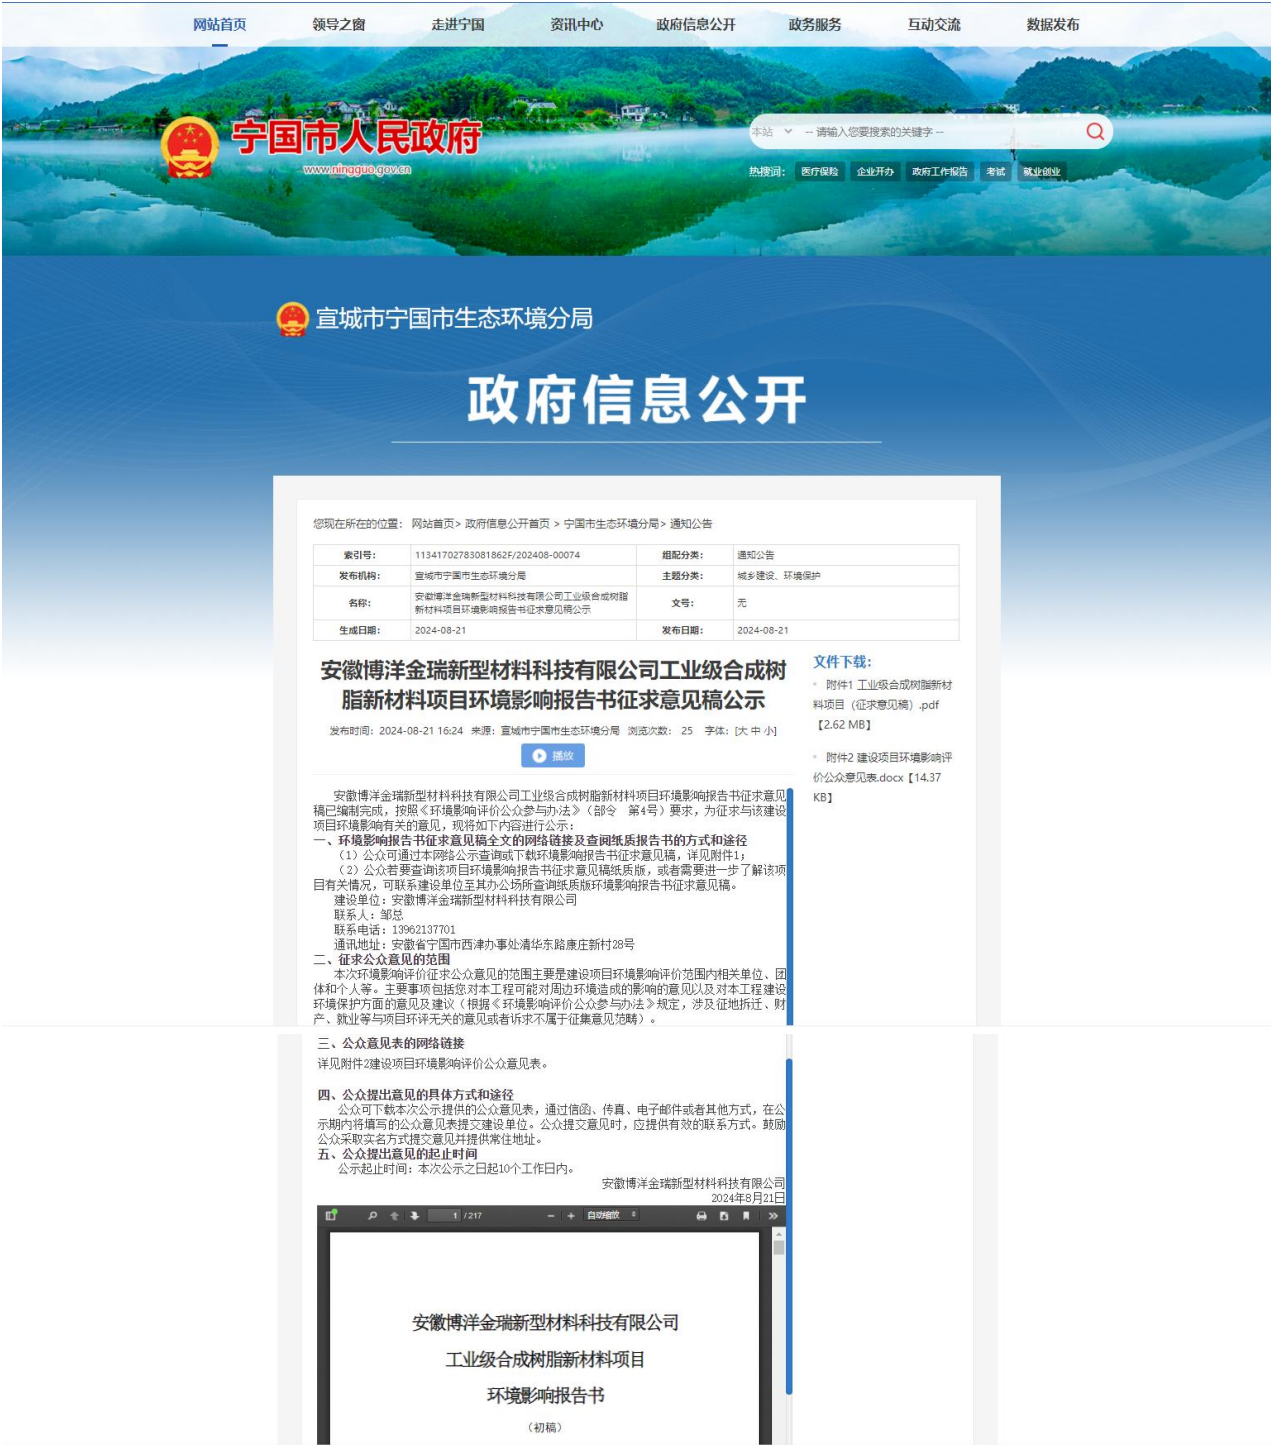 网站首页 领导之窗 走进宁国 资讯中心 政府信息公开 政务服务 互动交流 数据发布
宁国市人民政府
www.ningguo.gov.cn
本站 -- 请输入您要搜索的关键字 --
热搜词： 医疗保险 企业开办 政府工作报告 考试 就业创业
宣城市宁国市生态环境分局
政府信息公开
您现在所在的位置： 网站首页> 政府信息公开首页 > 宁国市生态环境分局> 通知公告
索引号： 11341702783081862F/202408-00074 组配分类： 通知公告
发布机构： 宣城市宁国市生态环境分局 主题分类： 城乡建设、环境保护
名称： 安徽博洋金瑞新型材料科技有限公司工业级合成树脂
新材料项目环境影响报告书征求意见稿公示 文号： 无
生成日期： 2024-08-21 发布日期： 2024-08-21
安徽博洋金瑞新型材料科技有限公司工业级合成树
脂新材料项目环境影响报告书征求意见稿公示
发布时间：2024-08-21 16:24 来源：宣城市宁国市生态环境分局 浏览次数： 25 字体：[大 中 小]
播放
文件下载：
附件1 工业级合成树脂新材
料项目（征求意见稿）.pdf
【2.62 MB】
附件2 建设项目环境影响评
价公众意见表.docx【14.37
KB】
安徽博洋金瑞新型材料科技有限公司工业级合成树脂新材料项目环境影响报告书征求意见
稿已编制完成，按照《环境影响评价公众参与办法》（部令 第4号）要求，为征求与该建设
项目环境影响有关的意见，现将如下内容进行公示：
一、环境影响报告书征求意见稿全文的网络链接及查阅纸质报告书的方式和途径
（1）公众可通过本网络公示查询或下载环境影响报告书征求意见稿，详见附件1；
（2）公众若要查询该项目环境影响报告书征求意见稿纸质版，或者需要进一步了解该项
目有关情况，可联系建设单位至其办公场所查询纸质版环境影响报告书征求意见稿。
建设单位：安徽博洋金瑞新型材料科技有限公司
联系人：邹总
联系电话：13962137701
通讯地址：安徽省宁国市西津办事处清华东路康庄新村28号
二、征求公众意见的范围
本次环境影响评价征求公众意见的范围主要是建设项目环境影响评价范围内相关单位、团
体和个人等。主要事项包括您对本工程可能对周边环境造成的影响的意见以及对本工程建设
环境保护方面的意见及建议（根据《环境影响评价公众参与办法》规定，涉及征地拆迁、财
产、就业等与项目环评无关的意见或者诉求不属于征集意见范畴）。
三、公众意见表的网络链接
详见附件2建设项目环境影响评价公众意见表。
四、公众提出意见的具体方式和途径
公众可下载本次公示提供的公众意见表，通过信函、传真、电子邮件或者其他方式，在公
示期内将填写的公众意见表提交建设单位。公众提交意见时，应提供有效的联系方式。鼓励
公众采取实名方式提交意见并提供常住地址。
五、公众提出意见的起止时间
公示起止时间：本次公示之日起10个工作日内。
安徽博洋金瑞新型材料科技有限公司
2024年8月21日
1 / 217 自动缩放
安徽博洋金瑞新型材料科技有限公司
工业级合成树脂新材料项目
环境影响报告书
（初稿）